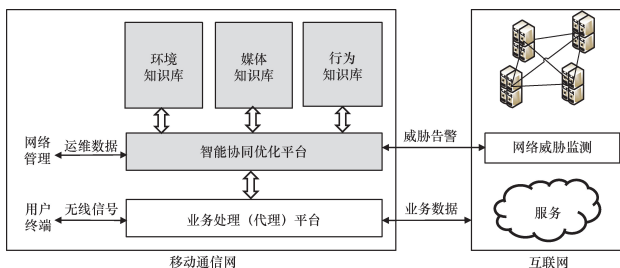 环境
知识库
媒体
知识库
行为
知识库
网络
管理
运维数据
智能协同优化平台
威胁告警
网络威胁监测
用户
终端
无线信号
业务处理（代理）平台
业务数据
服务
移动通信网
互联网